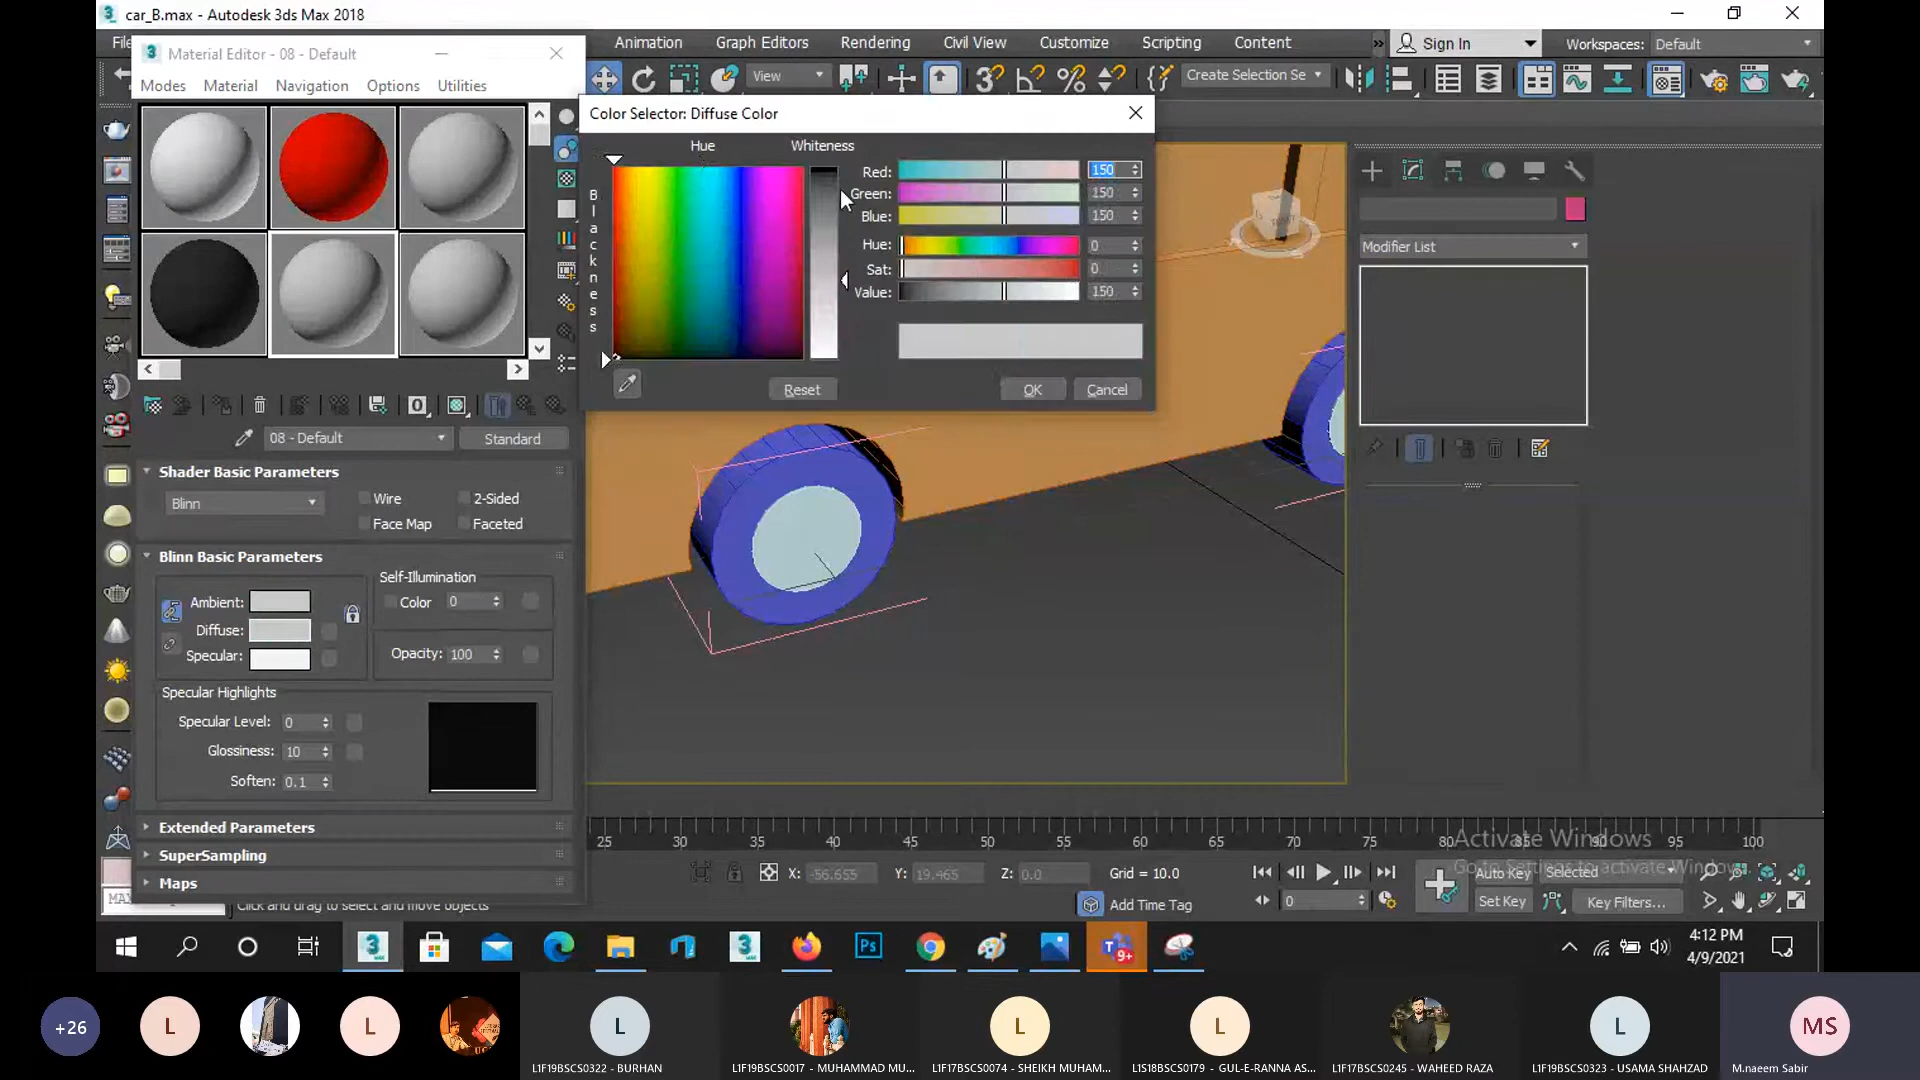 car_B.max - Autodesk 3ds Max 2018
Material Editor - 08 - Default
Modes Material Navigation Options Utilities
Animation Graph Editors Rendering Civil View Customize Scripting Content
Sign In
Workspaces: Default
View
Create Selection Se
Color Selector: Diffuse Color
Hue Whiteness
Blackness
Red: 150
Green: 150
Blue: 150
Hue: 0
Sat: 0
Value: 150
Reset OK Cancel
Modifier List
08 - Default Standard
Shader Basic Parameters
Blinn Wire 2-Sided
Face Map Faceted
Blinn Basic Parameters
Ambient:
Diffuse:
Specular:
Self-Illumination
Color 0
Opacity: 100
Specular Highlights
Specular Level: 0
Glossiness: 10
Soften: 0.1
Extended Parameters
SuperSampling
Maps
25 30 35 40 45 50 55 60 65 70 75 80 85 90 95 100
Activate Windows
Go to Settings to activate Windows.
X: -56.655 Y: 19.465 Z: 0.0 Grid = 10.0
Add Time Tag
0
Auto Key Selected
Set Key Key Filters...
MAX
Click and drag to select and move objects
Ps
9+
4:12 PM
4/9/2021
+26
L
L
L
L
L
L
MS
L1F19BSCS0322 - BURHAN
L1F19BSCS0017 - MUHAMMAD MU...
L1F17BSCS0074 - SHEIKH MUHAM...
L1S18BSCS0179 - GUL-E-RANNA AS...
L1F17BSCS0245 - WAHEED RAZA
L1F19BSCS0323 - USAMA SHAHZAD
M.naeem Sabir